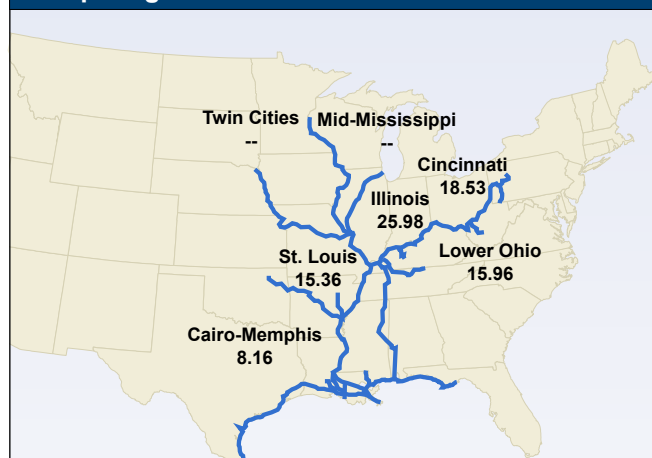 Twin Cities
--
Mid-Mississippi
--
Cincinnati
18.53
Illinois
25.98
St. Louis
15.36
Lower Ohio
15.96
Cairo-Memphis
8.16